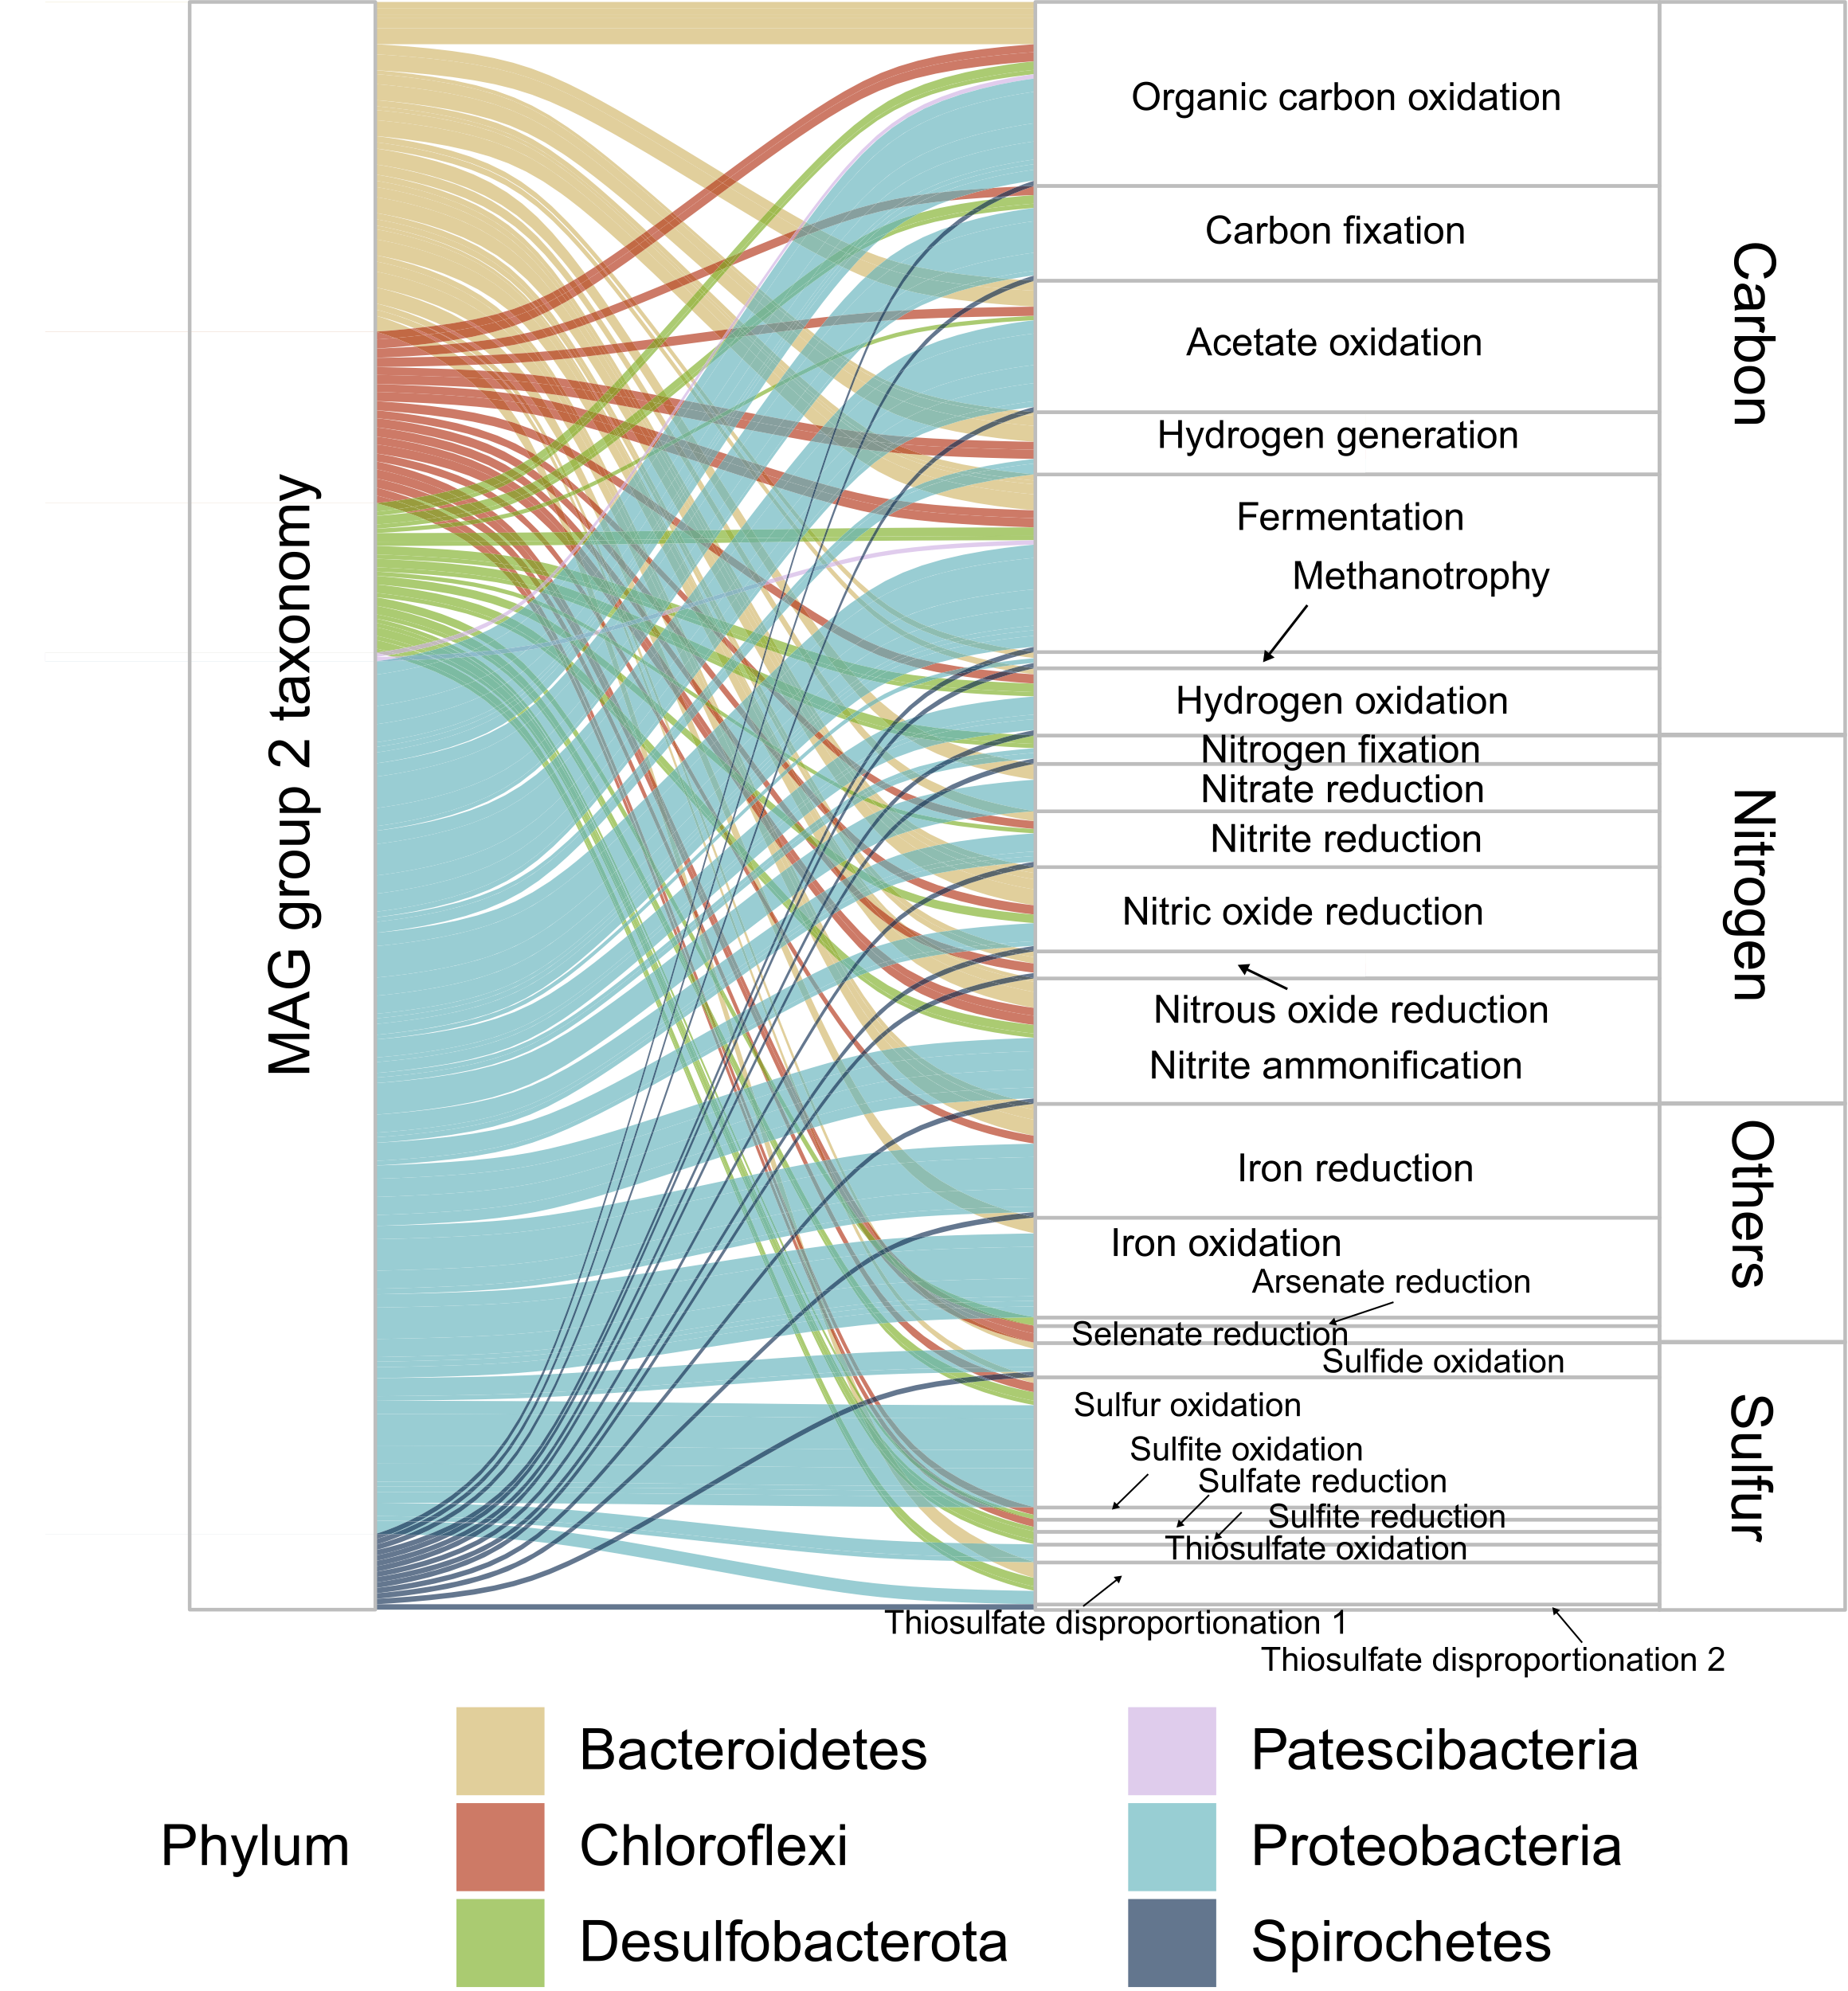 MAG group 2 taxonomy
Organic carbon oxidation
Carbon fixation
Acetate oxidation
Hydrogen generation
Fermentation
Methanotrophy
Hydrogen oxidation
Nitrogen fixation
Nitrate reduction
Nitrite reduction
Nitric oxide reduction
Nitrous oxide reduction
Nitrite ammonification
Iron reduction
Iron oxidation
Arsenate reduction
Selenate reduction
Sulfide oxidation
Sulfur oxidation
Sulfite oxidation
Sulfate reduction
Sulfite reduction
Thiosulfate oxidation
Thiosulfate disproportionation 1
Thiosulfate disproportionation 2
Carbon
Nitrogen
Others
Sulfur
Phylum
Bacteroidetes
Chloroflexi
Desulfobacterota
Patescibacteria
Proteobacteria
Spirochetes